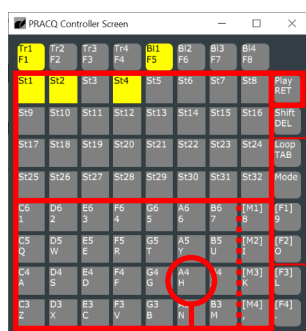 PRACQ Controller Screen
Tr1 Tr2 Tr3 Tr4 Bl1 Bl2 Bl3 Bl4
F1 F2 F3 F4 F5 F6 F7 F8
St1 St2 St3 St4 St5 St6 St7 St8 Play
RET
St9 St10 St11 St12 St13 St14 St15 St16 Shift
DEL
St17 St18 St19 St20 St21 St22 St23 St24 Loop
TAB
St25 St26 St27 St28 St29 St30 St31 St32 Mode
C6 D6 E6 F6 G6 A6 B6 [M1] [F1]
1 2 3 4 5 6 7 8 9
C5 D5 E5 F5 G5 A5 B5 [M2] [F2]
Q W E R T Y U I O
C4 D4 E4 F4 G4 A4 [M3] [F3]
A S D F G H K L
C3 D3 E3 F3 G3 B3 [M4] [F4]
Z X C V B N M , .